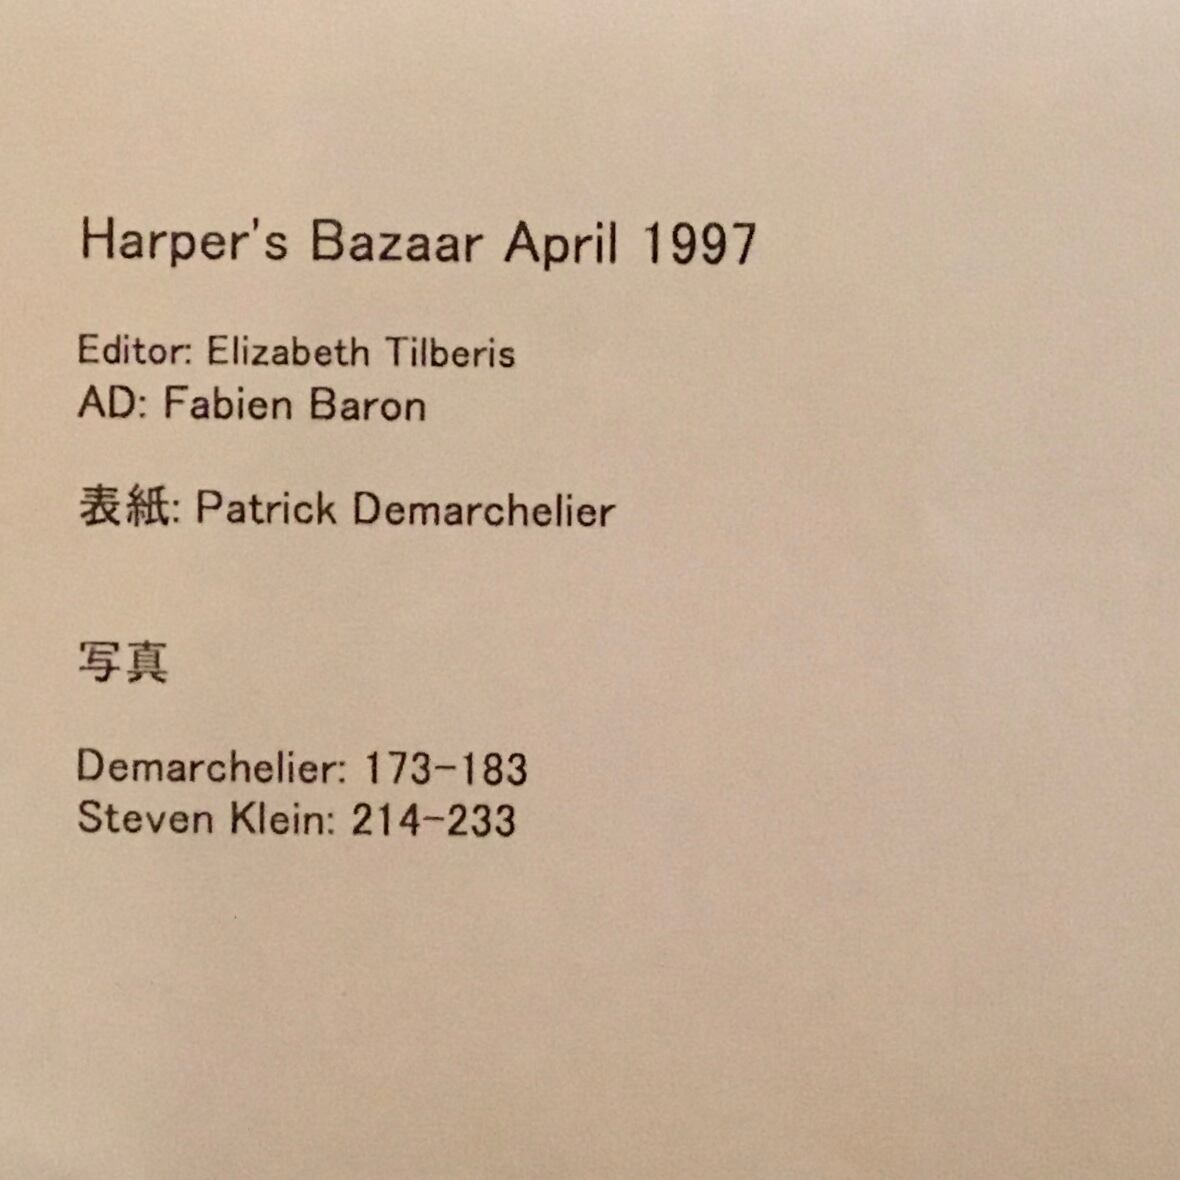 Harper's Bazaar April 1997
Editor: Elizabeth Tilberis
AD: Fabien Baron
表紙: Patrick Demarchelier
写真
Demarchelier: 173-183
Steven Klein: 214-233